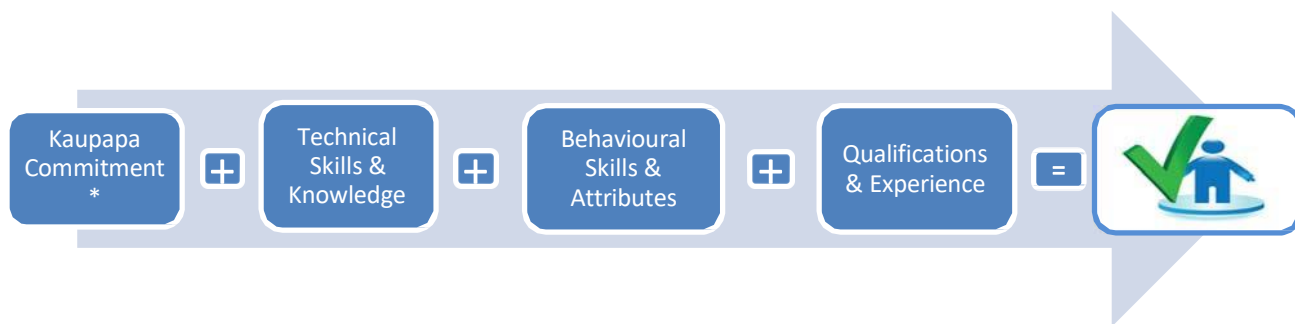 Kaupapa
Commitment
*
+
Technical
Skills &
Knowledge
+
Behavioural
Skills &
Attributes
+
Qualifications
& Experience
=